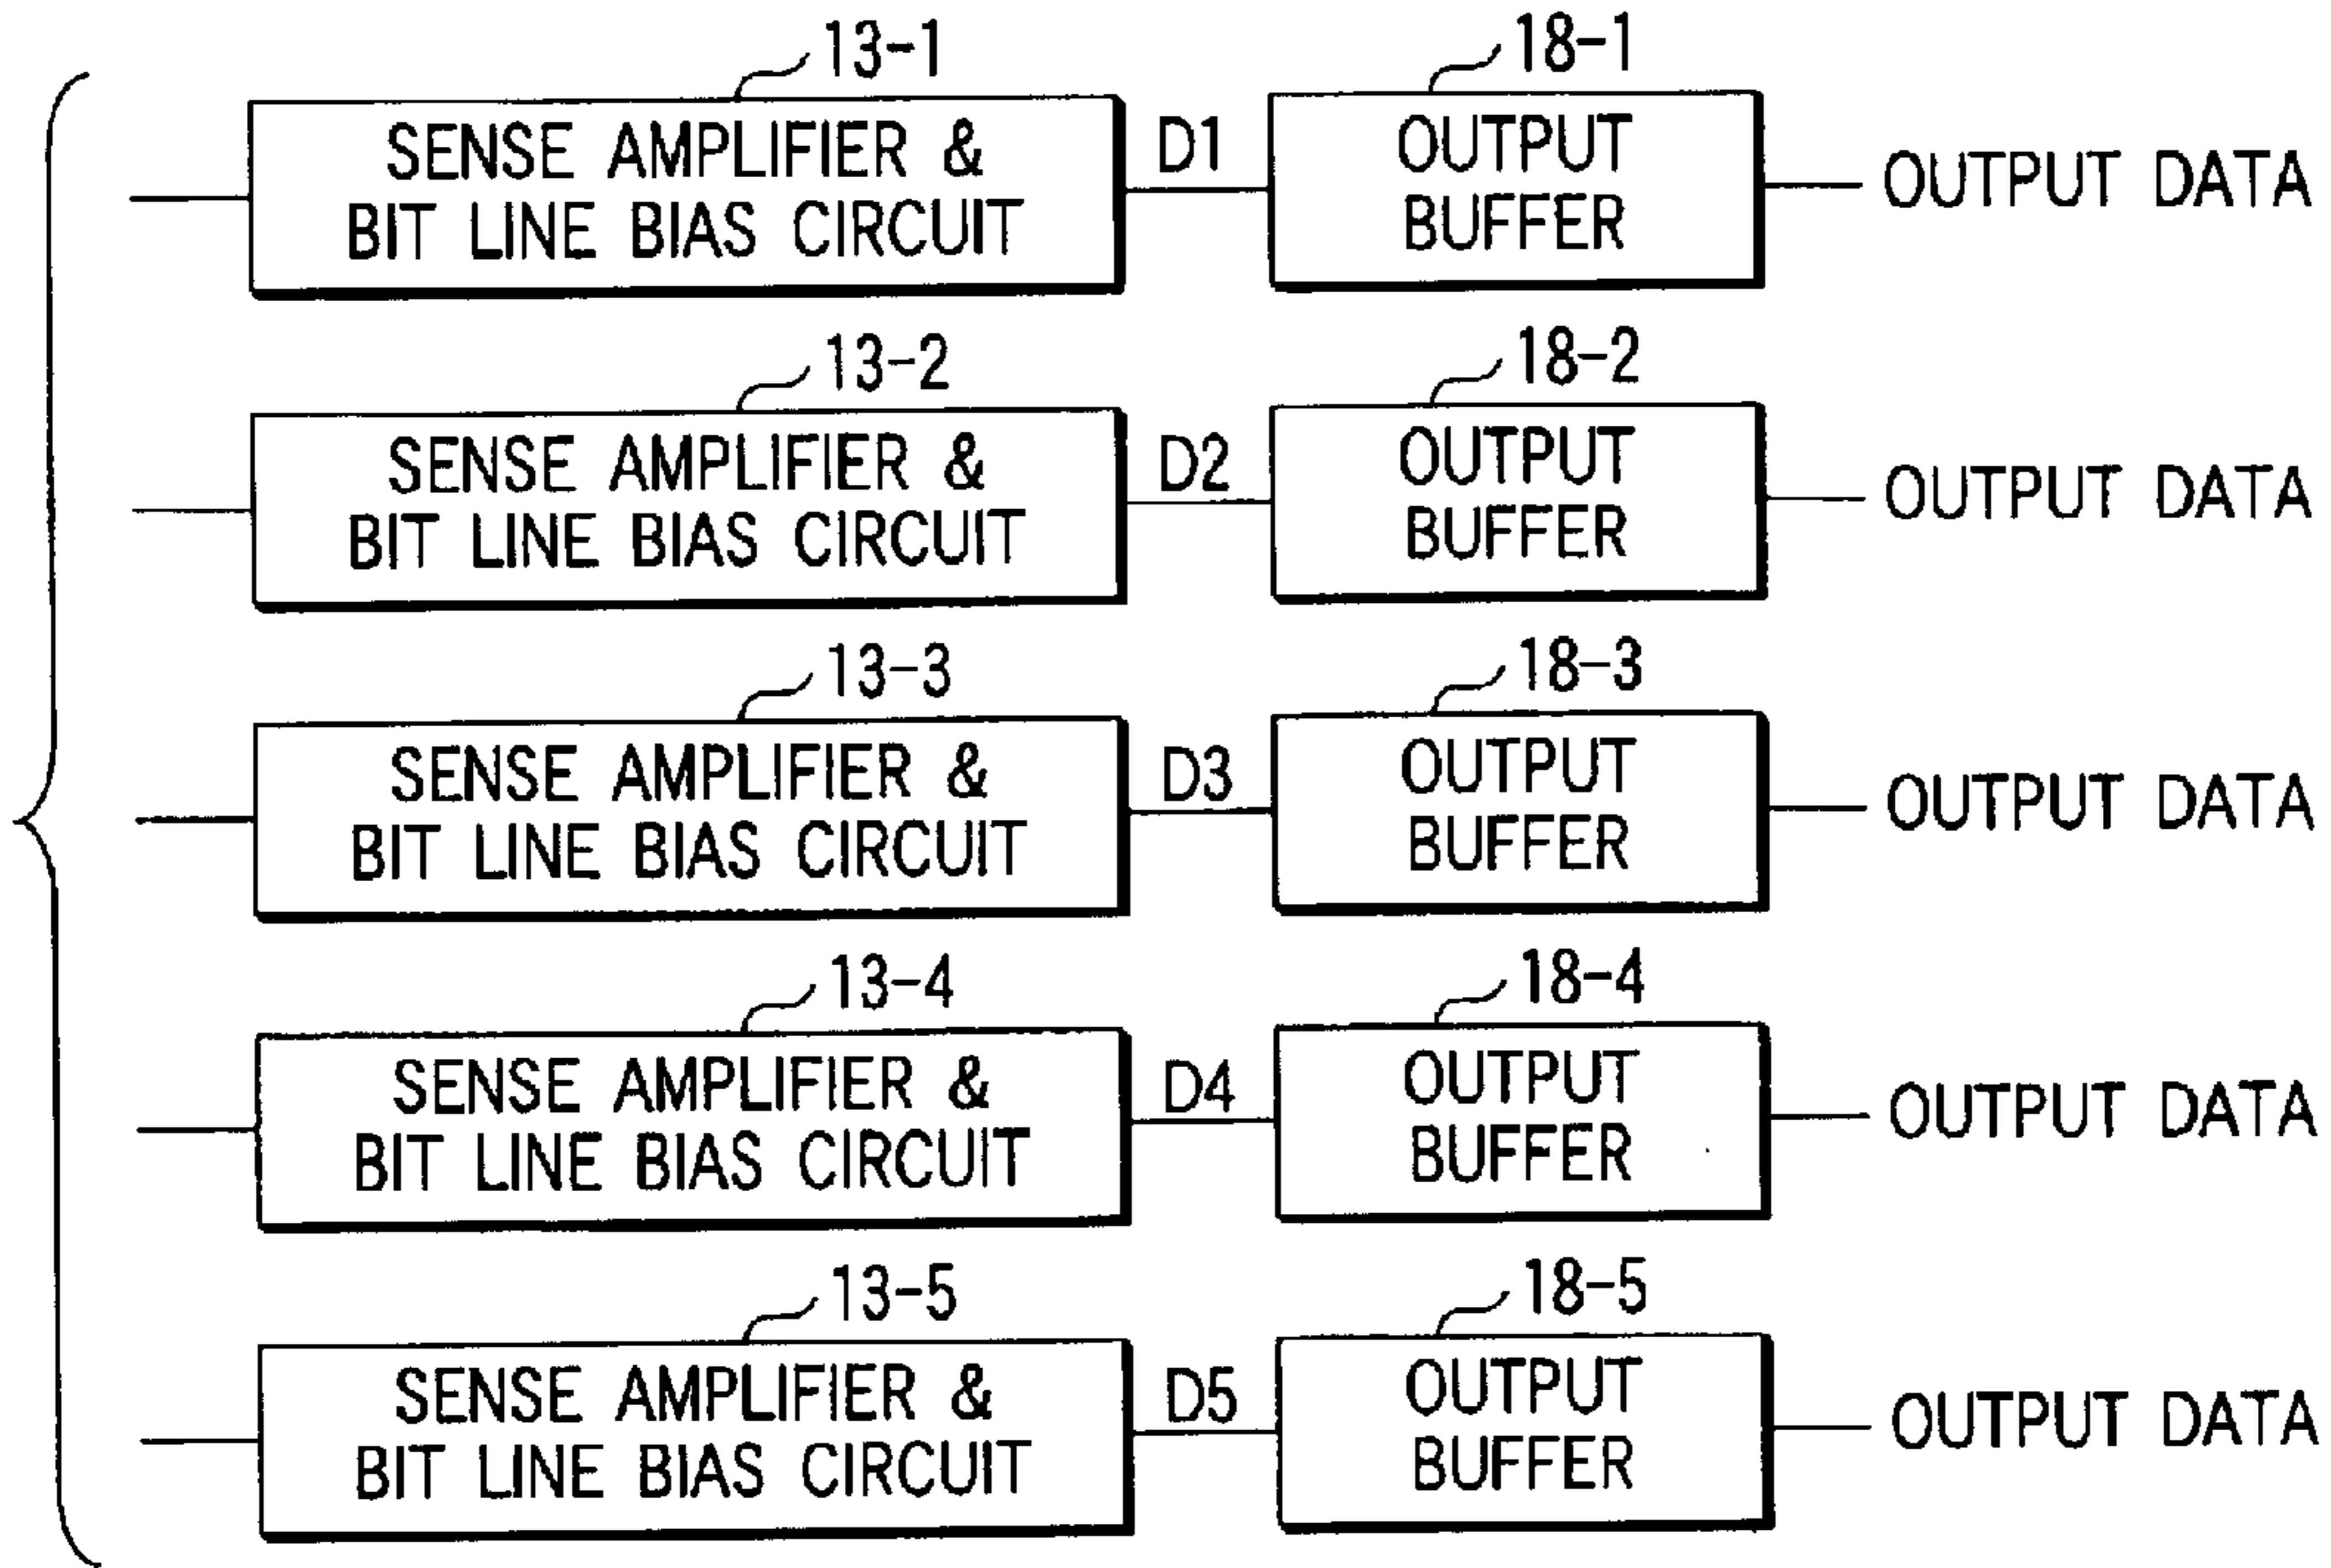 13-1
18-1
SENSE AMPLIFIER &
BIT LINE BIAS CIRCUIT
D1
OUTPUT
BUFFER
OUTPUT DATA
13-2
18-2
SENSE AMPLIFIER &
BIT LINE BIAS CIRCUIT
D2
OUTPUT
BUFFER
OUTPUT DATA
13-3
18-3
SENSE AMPLIFIER &
BIT LINE BIAS CIRCUIT
D3
OUTPUT
BUFFER
OUTPUT DATA
13-4
18-4
SENSE AMPLIFIER &
BIT LINE BIAS CIRCUIT
D4
OUTPUT
BUFFER
OUTPUT DATA
13-5
18-5
SENSE AMPLIFIER &
BIT LINE BIAS CIRCUIT
D5
OUTPUT
BUFFER
OUTPUT DATA